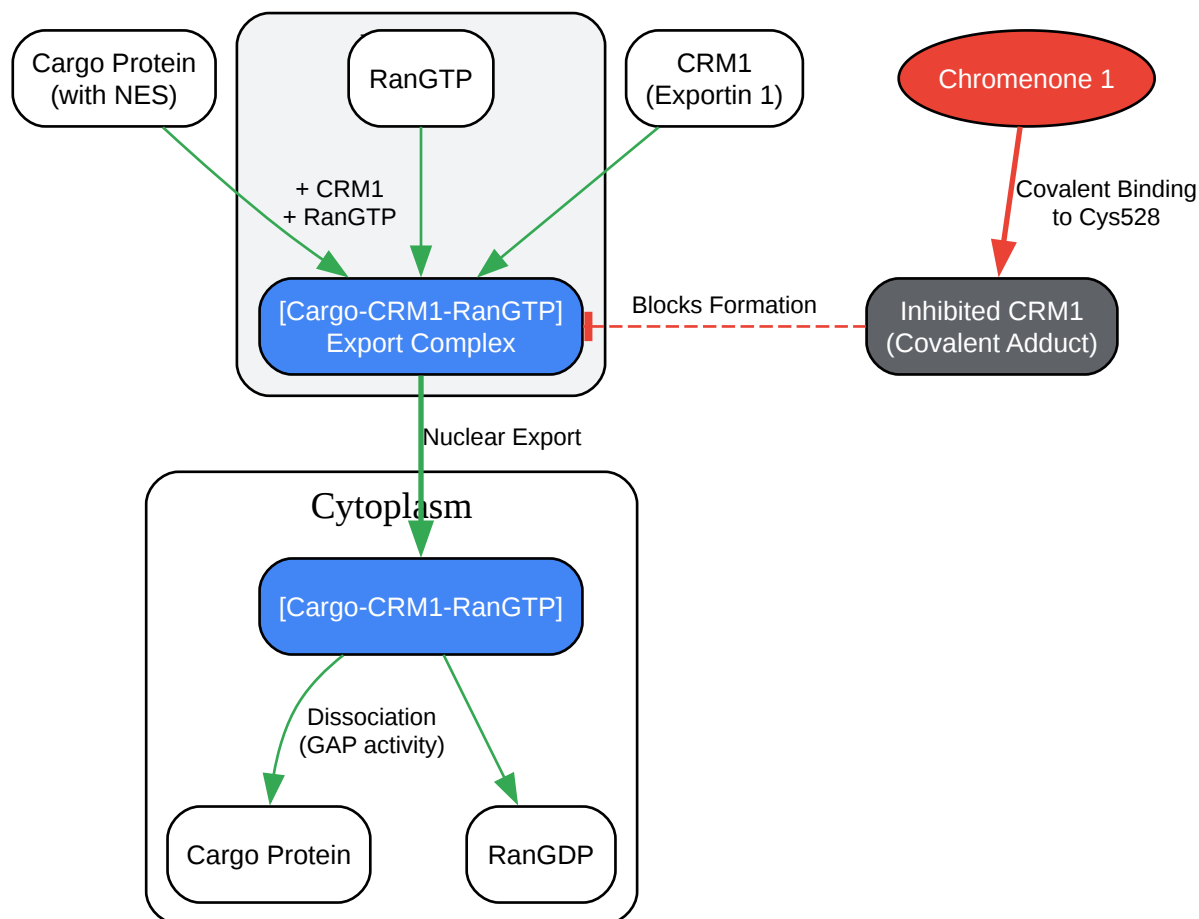 Cargo Protein
(with NES)
RanGTP
CRM1
(Exportin 1)
Chromenone 1
+ CRM1
+ RanGTP
Covalent Binding
to Cys528
[Cargo-CRM1-RanGTP]
Export Complex
Blocks Formation
Inhibited CRM1
(Covalent Adduct)
Nuclear Export
Cytoplasm
[Cargo-CRM1-RanGTP]
Dissociation
(GAP activity)
Cargo Protein
RanGDP